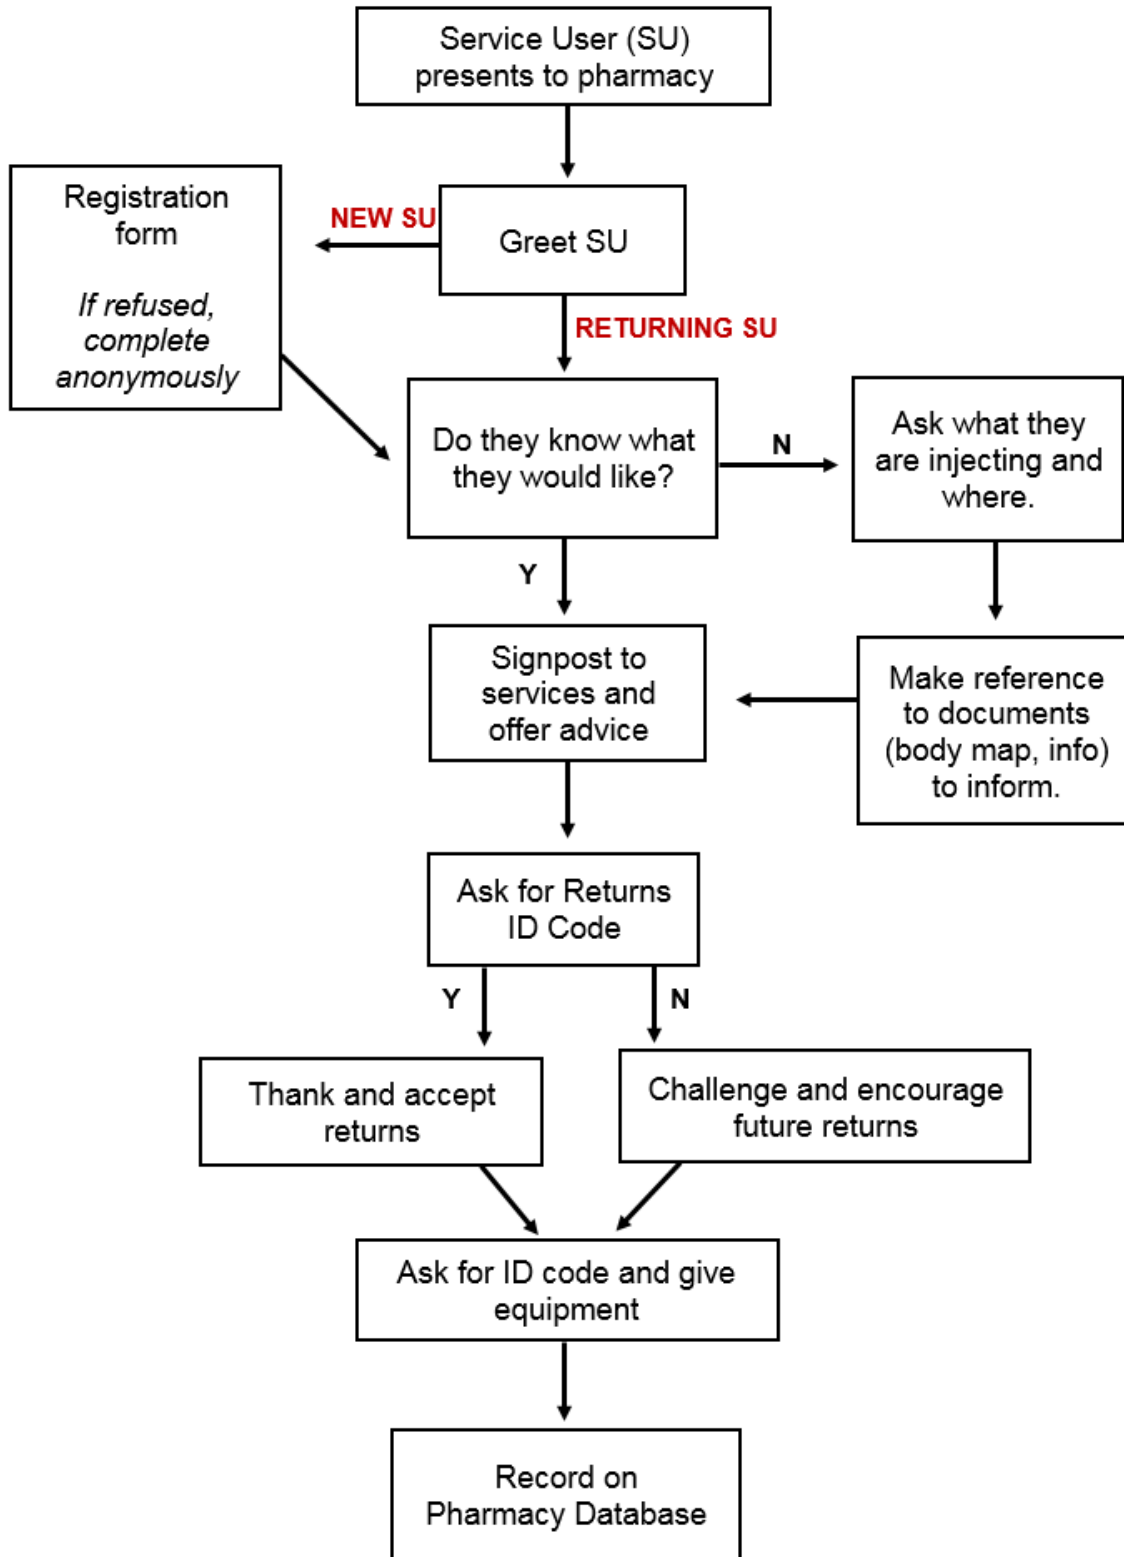 Service User (SU)
presents to pharmacy
Registration
form
If refused,
complete
anonymously
NEW SU
Greet SU
RETURNING SU
Do they know what
they would like?
N
Ask what they
are injecting and
where.
Y
Signpost to
services and
offer advice
Make reference
to documents
(body map, info)
to inform.
Ask for Returns
ID Code
Y
N
Thank and accept
returns
Challenge and encourage
future returns
Ask for ID code and give
equipment
Record on
Pharmacy Database